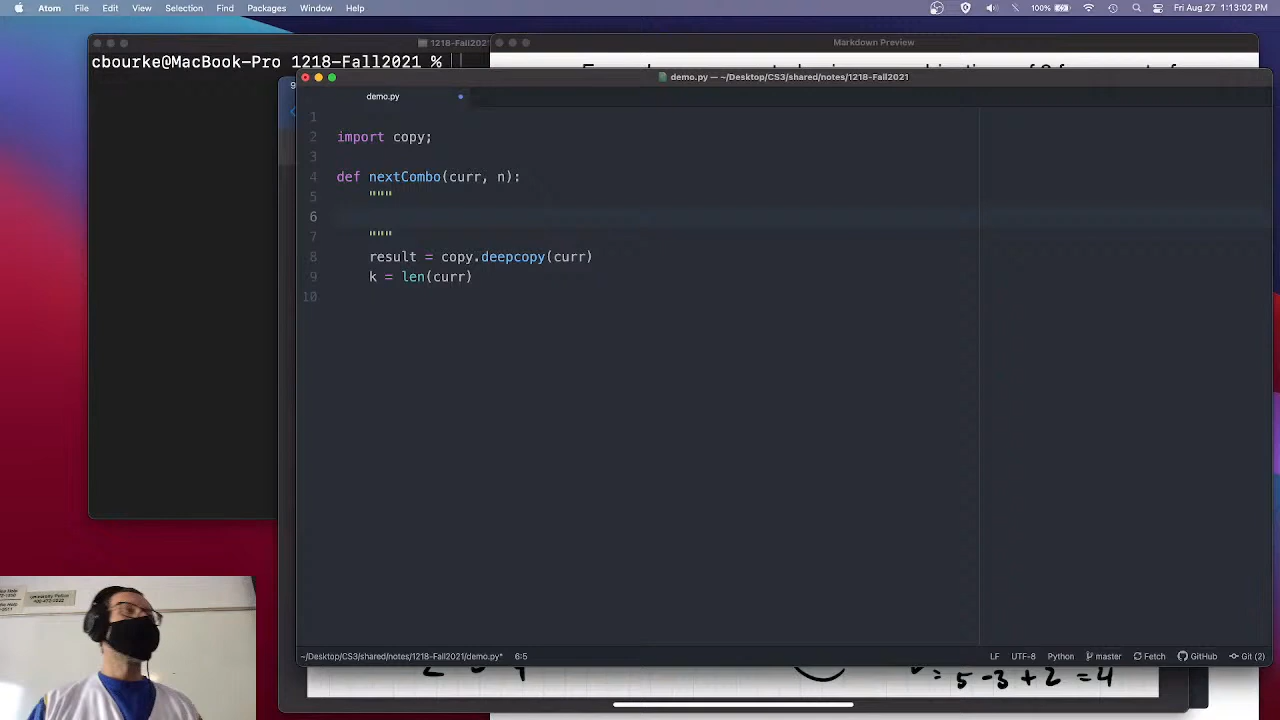 Atom File Edit View Selection Find Packages Window Help 100% Fri Aug 27 1:13:02 PM
1218-Fall2021
Markdown Preview
cbourke@MacBook-Pro 1218-Fall2021 %
demo.py — ~/Desktop/CS3/shared/notes/1218-Fall2021
demo.py
1
2 import copy;
3
4 def nextCombo(curr, n):
5 """
6
7 """
8 result = copy.deepcopy(curr)
9 k = len(curr)
10
~/Desktop/CS3/shared/notes/1218-Fall2021/demo.py* 6:5 LF UTF-8 Python master Fetch GitHub Git (2)
= 5 -3 + 2 = 4